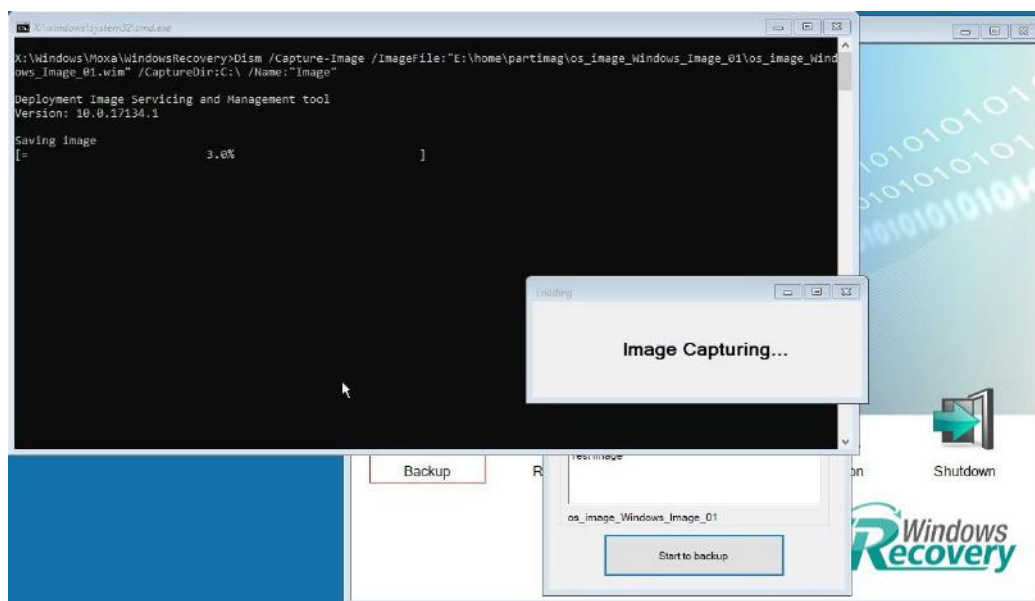 X:\windows\system32\cmd.exe
X:\Windows\Moxa\WindowsRecovery>Dism /Capture-Image /ImageFile:"E:\home\partimag\os_image_Windows_Image_01\os_image_Wind
ows_Image_01.wim" /CaptureDir:C:\ /Name:"Image"
Deployment Image Servicing and Management tool
Version: 10.0.17134.1
Saving image
[= 3.0% ]
Loading
Image Capturing...
Test Image
Backup
R
on
Shutdown
os_image_Windows_Image_01
Start to backup
Windows
Recovery